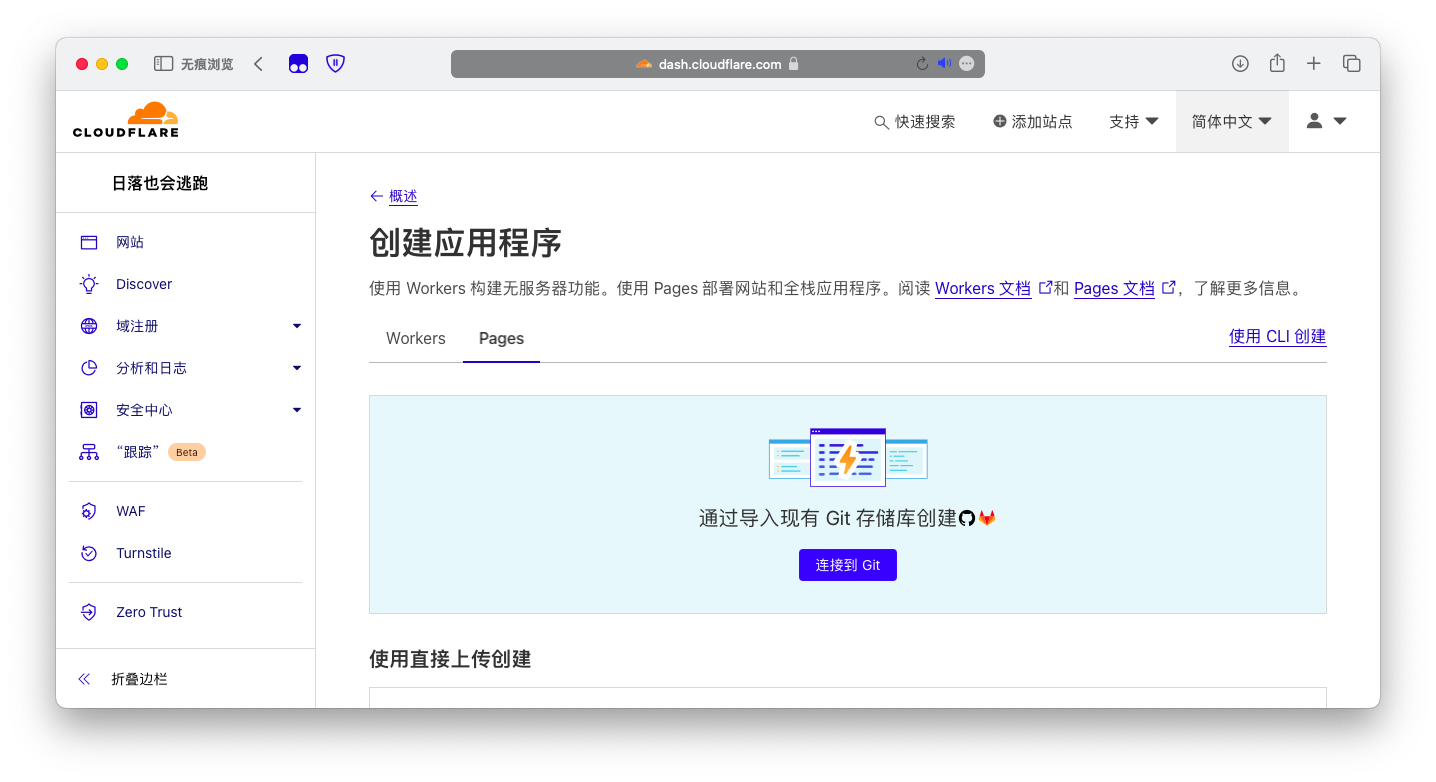 无痕浏览
dash.cloudflare.com
CLOUDFLARE
快速搜索
添加站点
支持
简体中文
日落也会逃跑
网站
Discover
域注册
分析和日志
安全中心
“跟踪” Beta
WAF
Turnstile
Zero Trust
折叠边栏
概述
创建应用程序
使用 Workers 构建无服务器功能。使用 Pages 部署网站和全栈应用程序。阅读 Workers 文档 和 Pages 文档 ，了解更多信息。
Workers
Pages
使用 CLI 创建
通过导入现有 Git 存储库创建
连接到 Git
使用直接上传创建